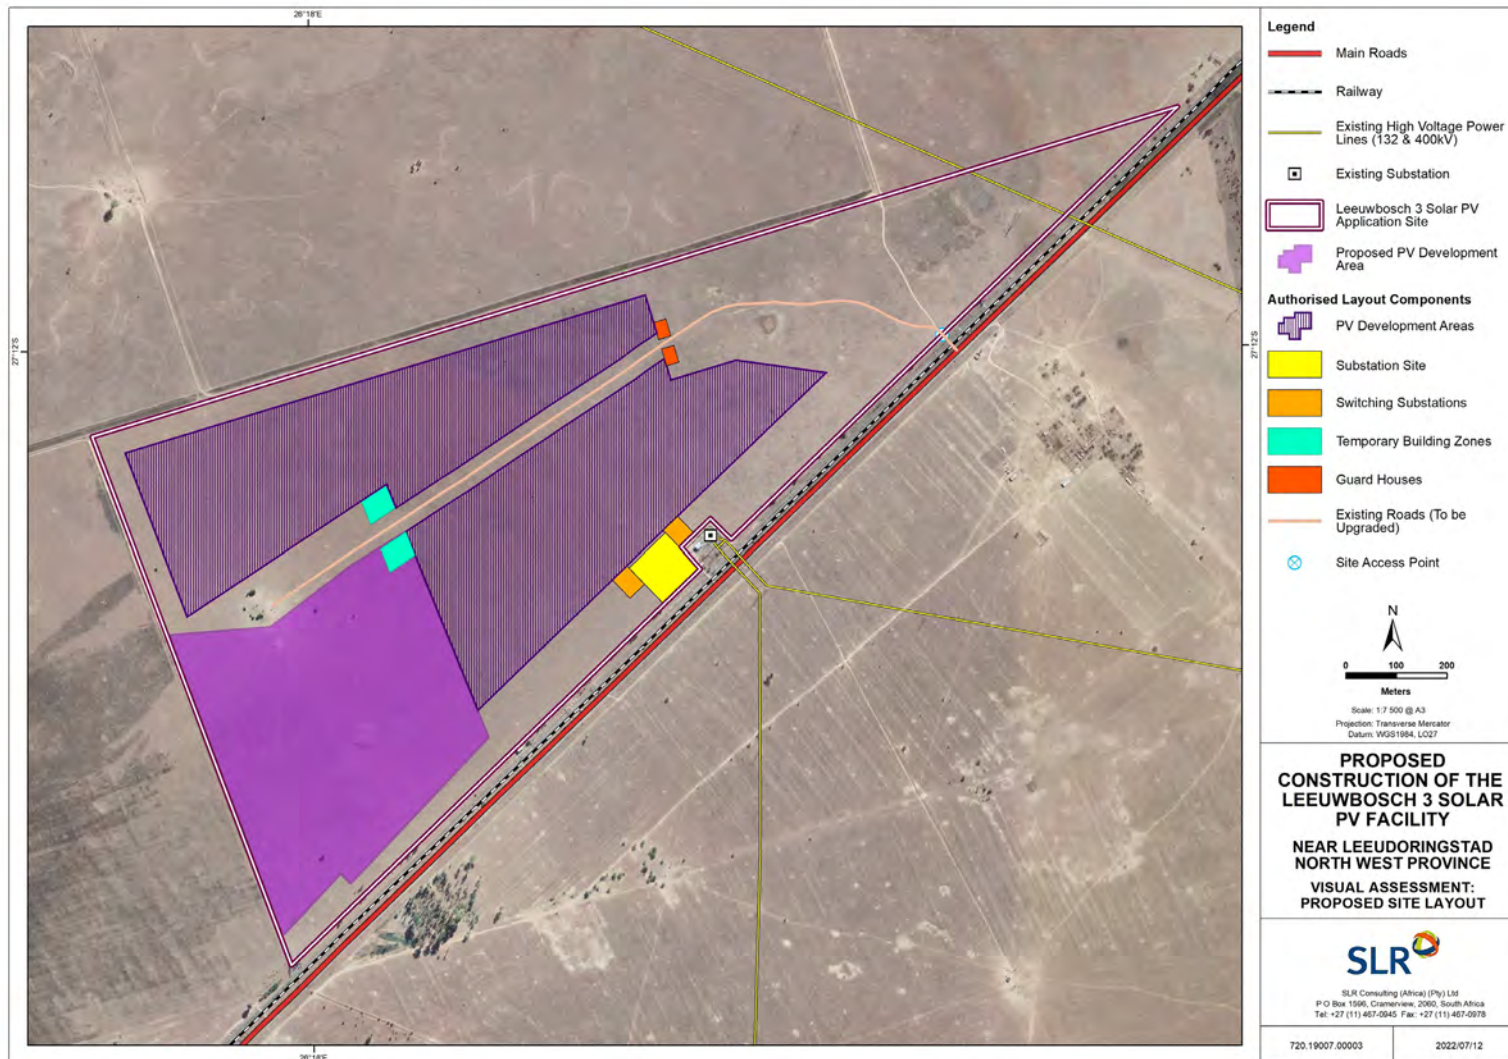 26°18'E
27°12'S
27°12'S
26°18'E
Legend
Main Roads
Railway
Existing High Voltage Power
Lines (132 & 400kV)
Existing Substation
Leeuwbosch 3 Solar PV
Application Site
Proposed PV Development
Area
Authorised Layout Components
PV Development Areas
Substation Site
Switching Substations
Temporary Building Zones
Guard Houses
Existing Roads (To be
Upgraded)
Site Access Point
N
0 100 200
Meters
Scale: 1:7 500 @ A3
Projection: Transverse Mercator
Datum: WGS1984, LO27
PROPOSED
CONSTRUCTION OF THE
LEEUWBOSCH 3 SOLAR
PV FACILITY
NEAR LEEUDORINGSTAD
NORTH WEST PROVINCE
VISUAL ASSESSMENT:
PROPOSED SITE LAYOUT
SLR
SLR Consulting (Africa) (Pty) Ltd
P O Box 1596, Cramerview, 2060, South Africa
Tel: +27 (11) 467-0945 Fax: +27 (11) 467-0978
720.19007.00003 2022/07/12